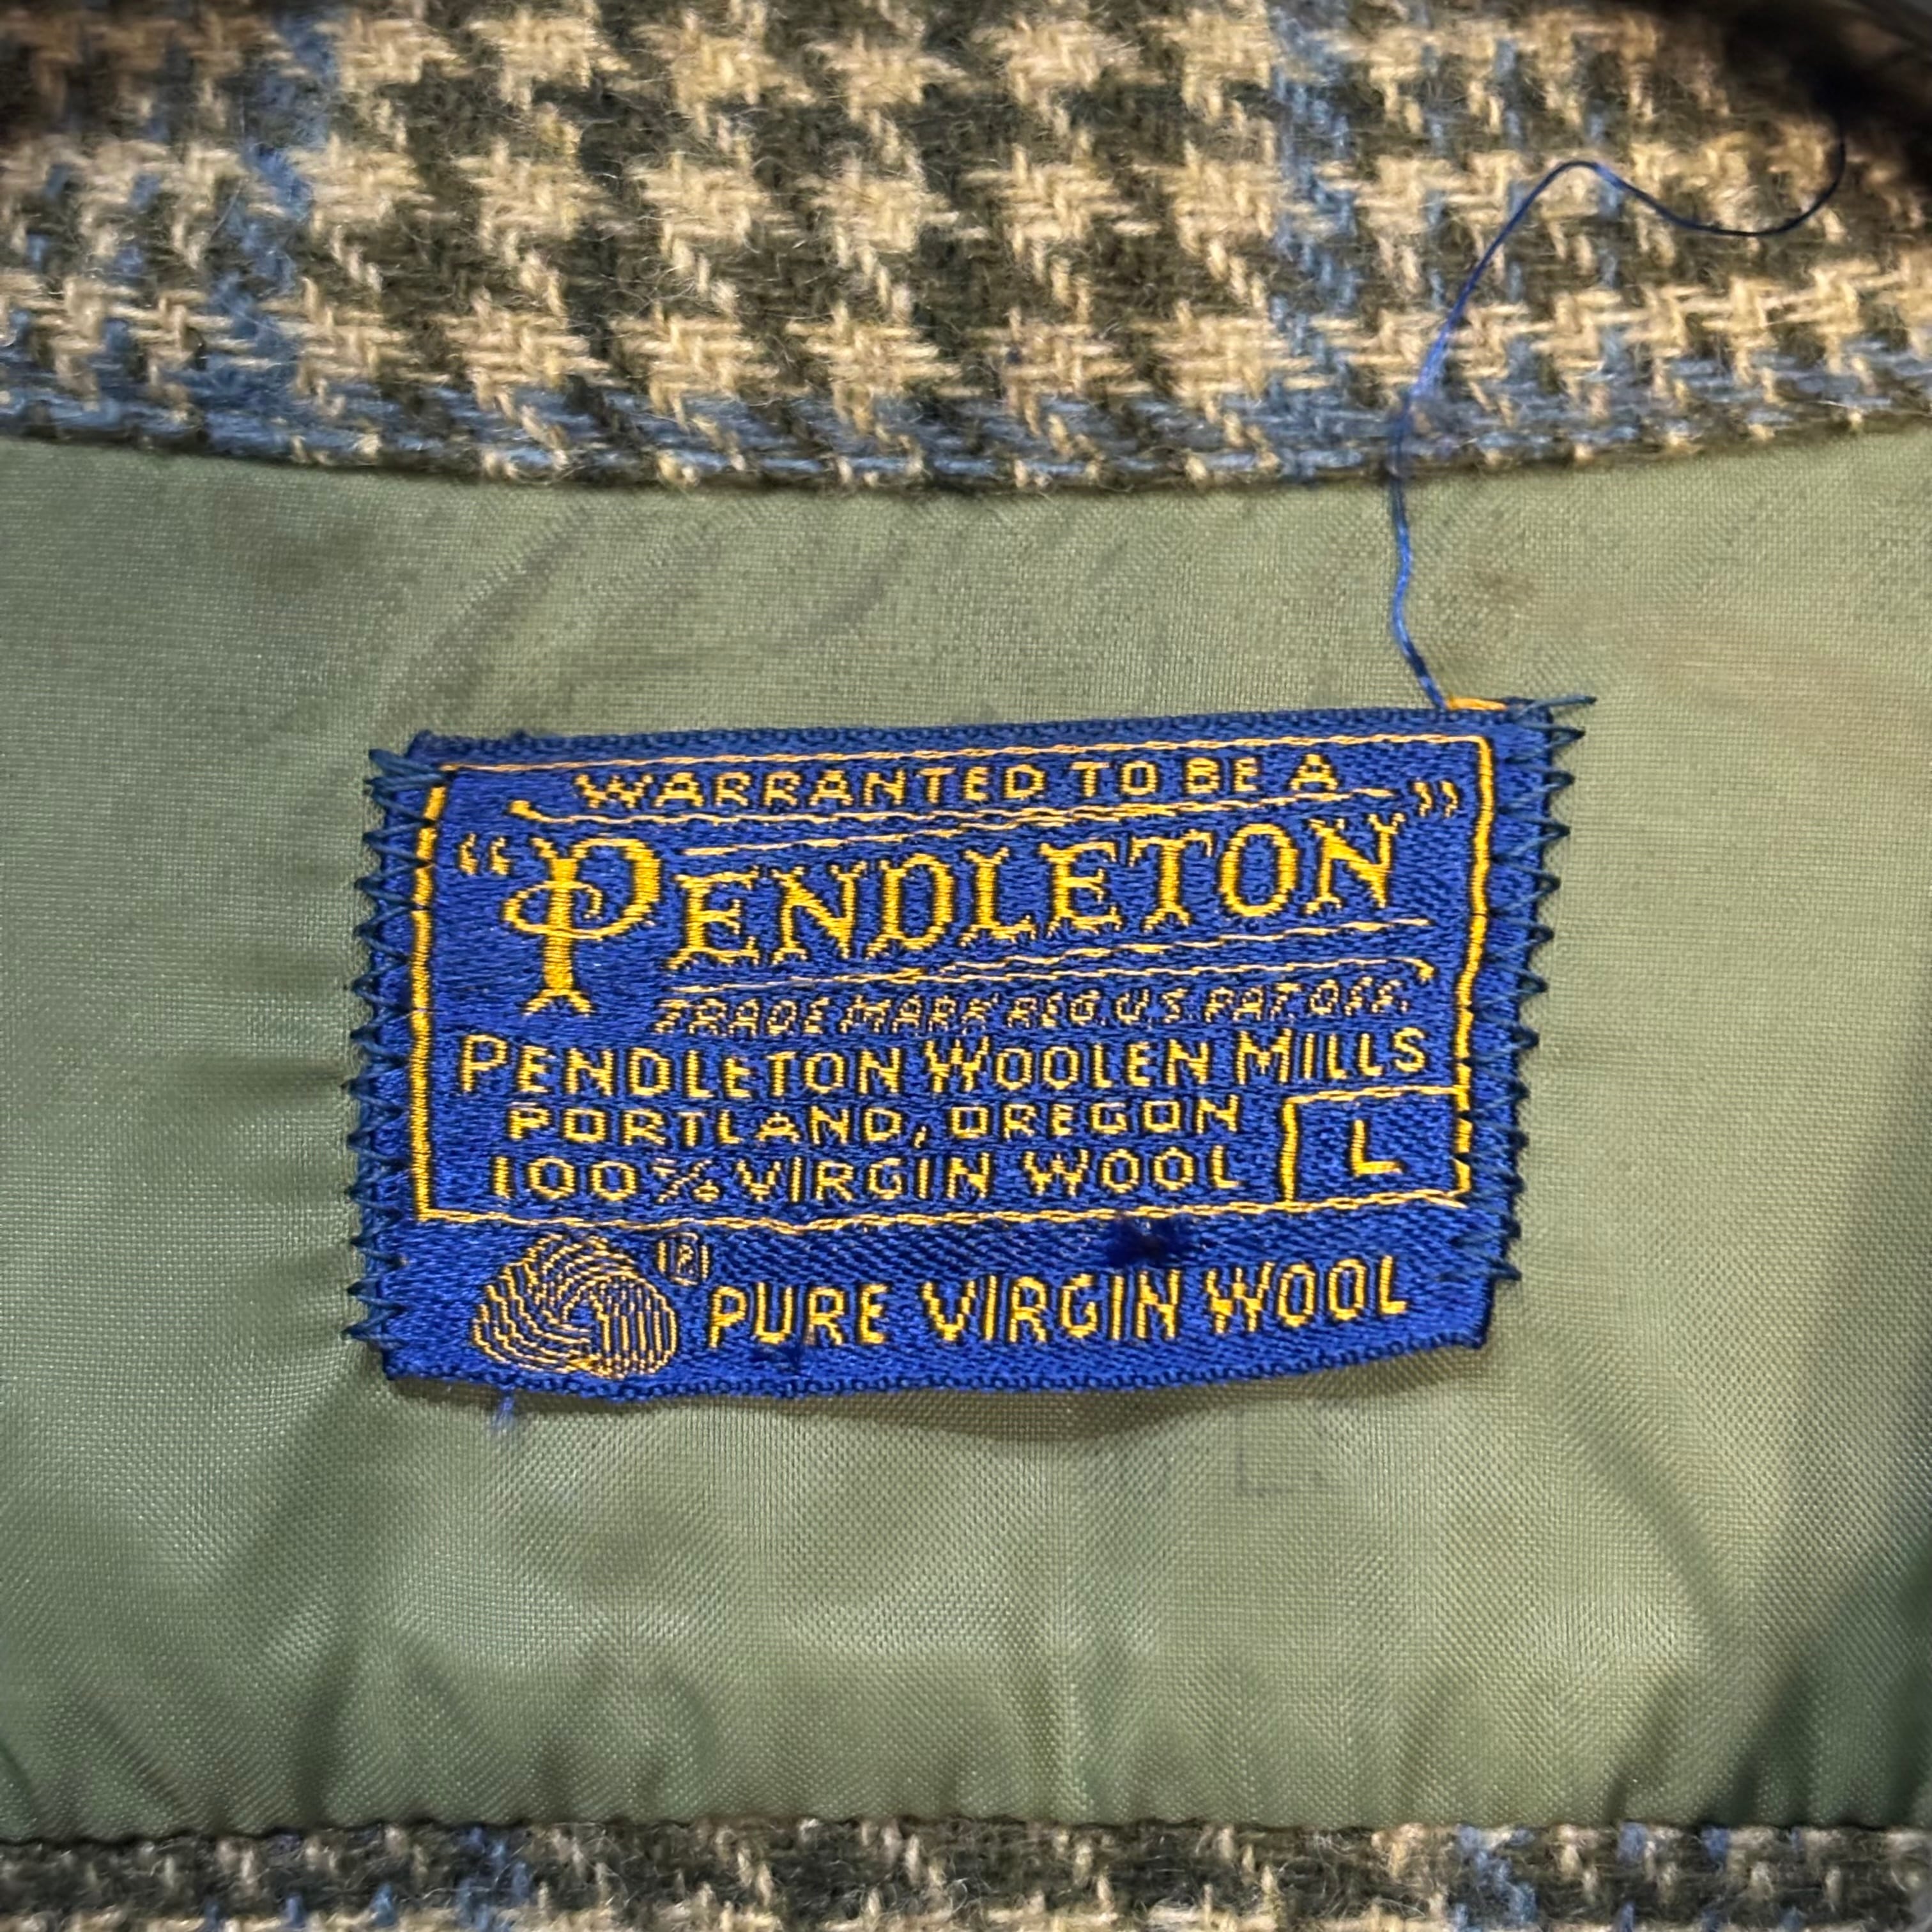 WARRANTED TO BE A
"PENDLETON"
TRADE MARK REG. U.S. PAT. OFF.
PENDLETON WOOLEN MILLS
PORTLAND, OREGON
100% VIRGIN WOOL
L
® PURE VIRGIN WOOL